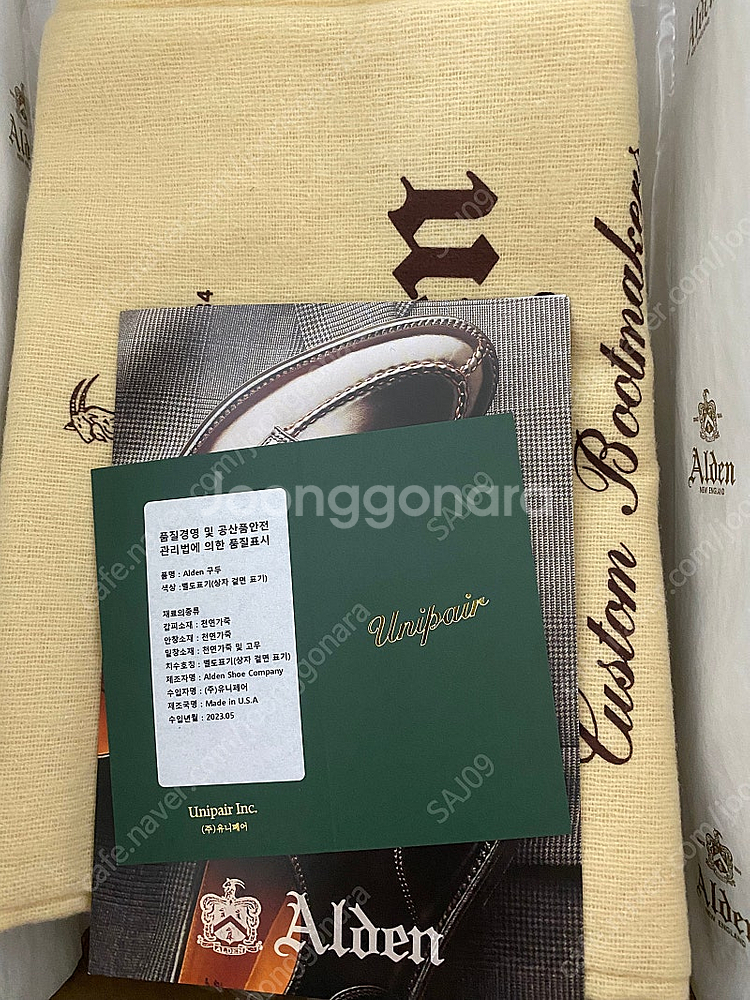 Custom Bootmakers
Alden
NEW ENGLAND
품질경영 및 공산품안전
관리법에 의한 품질표시
품명 : Alden 구두
색상 : 별도표기(상자 겉면 표기)
재료의종류
갑피소재 : 천연가죽
안창소재 : 천연가죽
밑창소재 : 천연가죽 및 고무
치수호칭 : 별도표기(상자 겉면 표기)
제조자명 : Alden Shoe Company
수입자명 : (주)유니페어
제조국명 : Made in U.S.A
수입년월 : 2023.05
Unipair
Unipair Inc.
(주)유니페어
Alden
Alden
NEW ENGLAND
Joonggonara
SAJ09
SAJ09
SAJ09